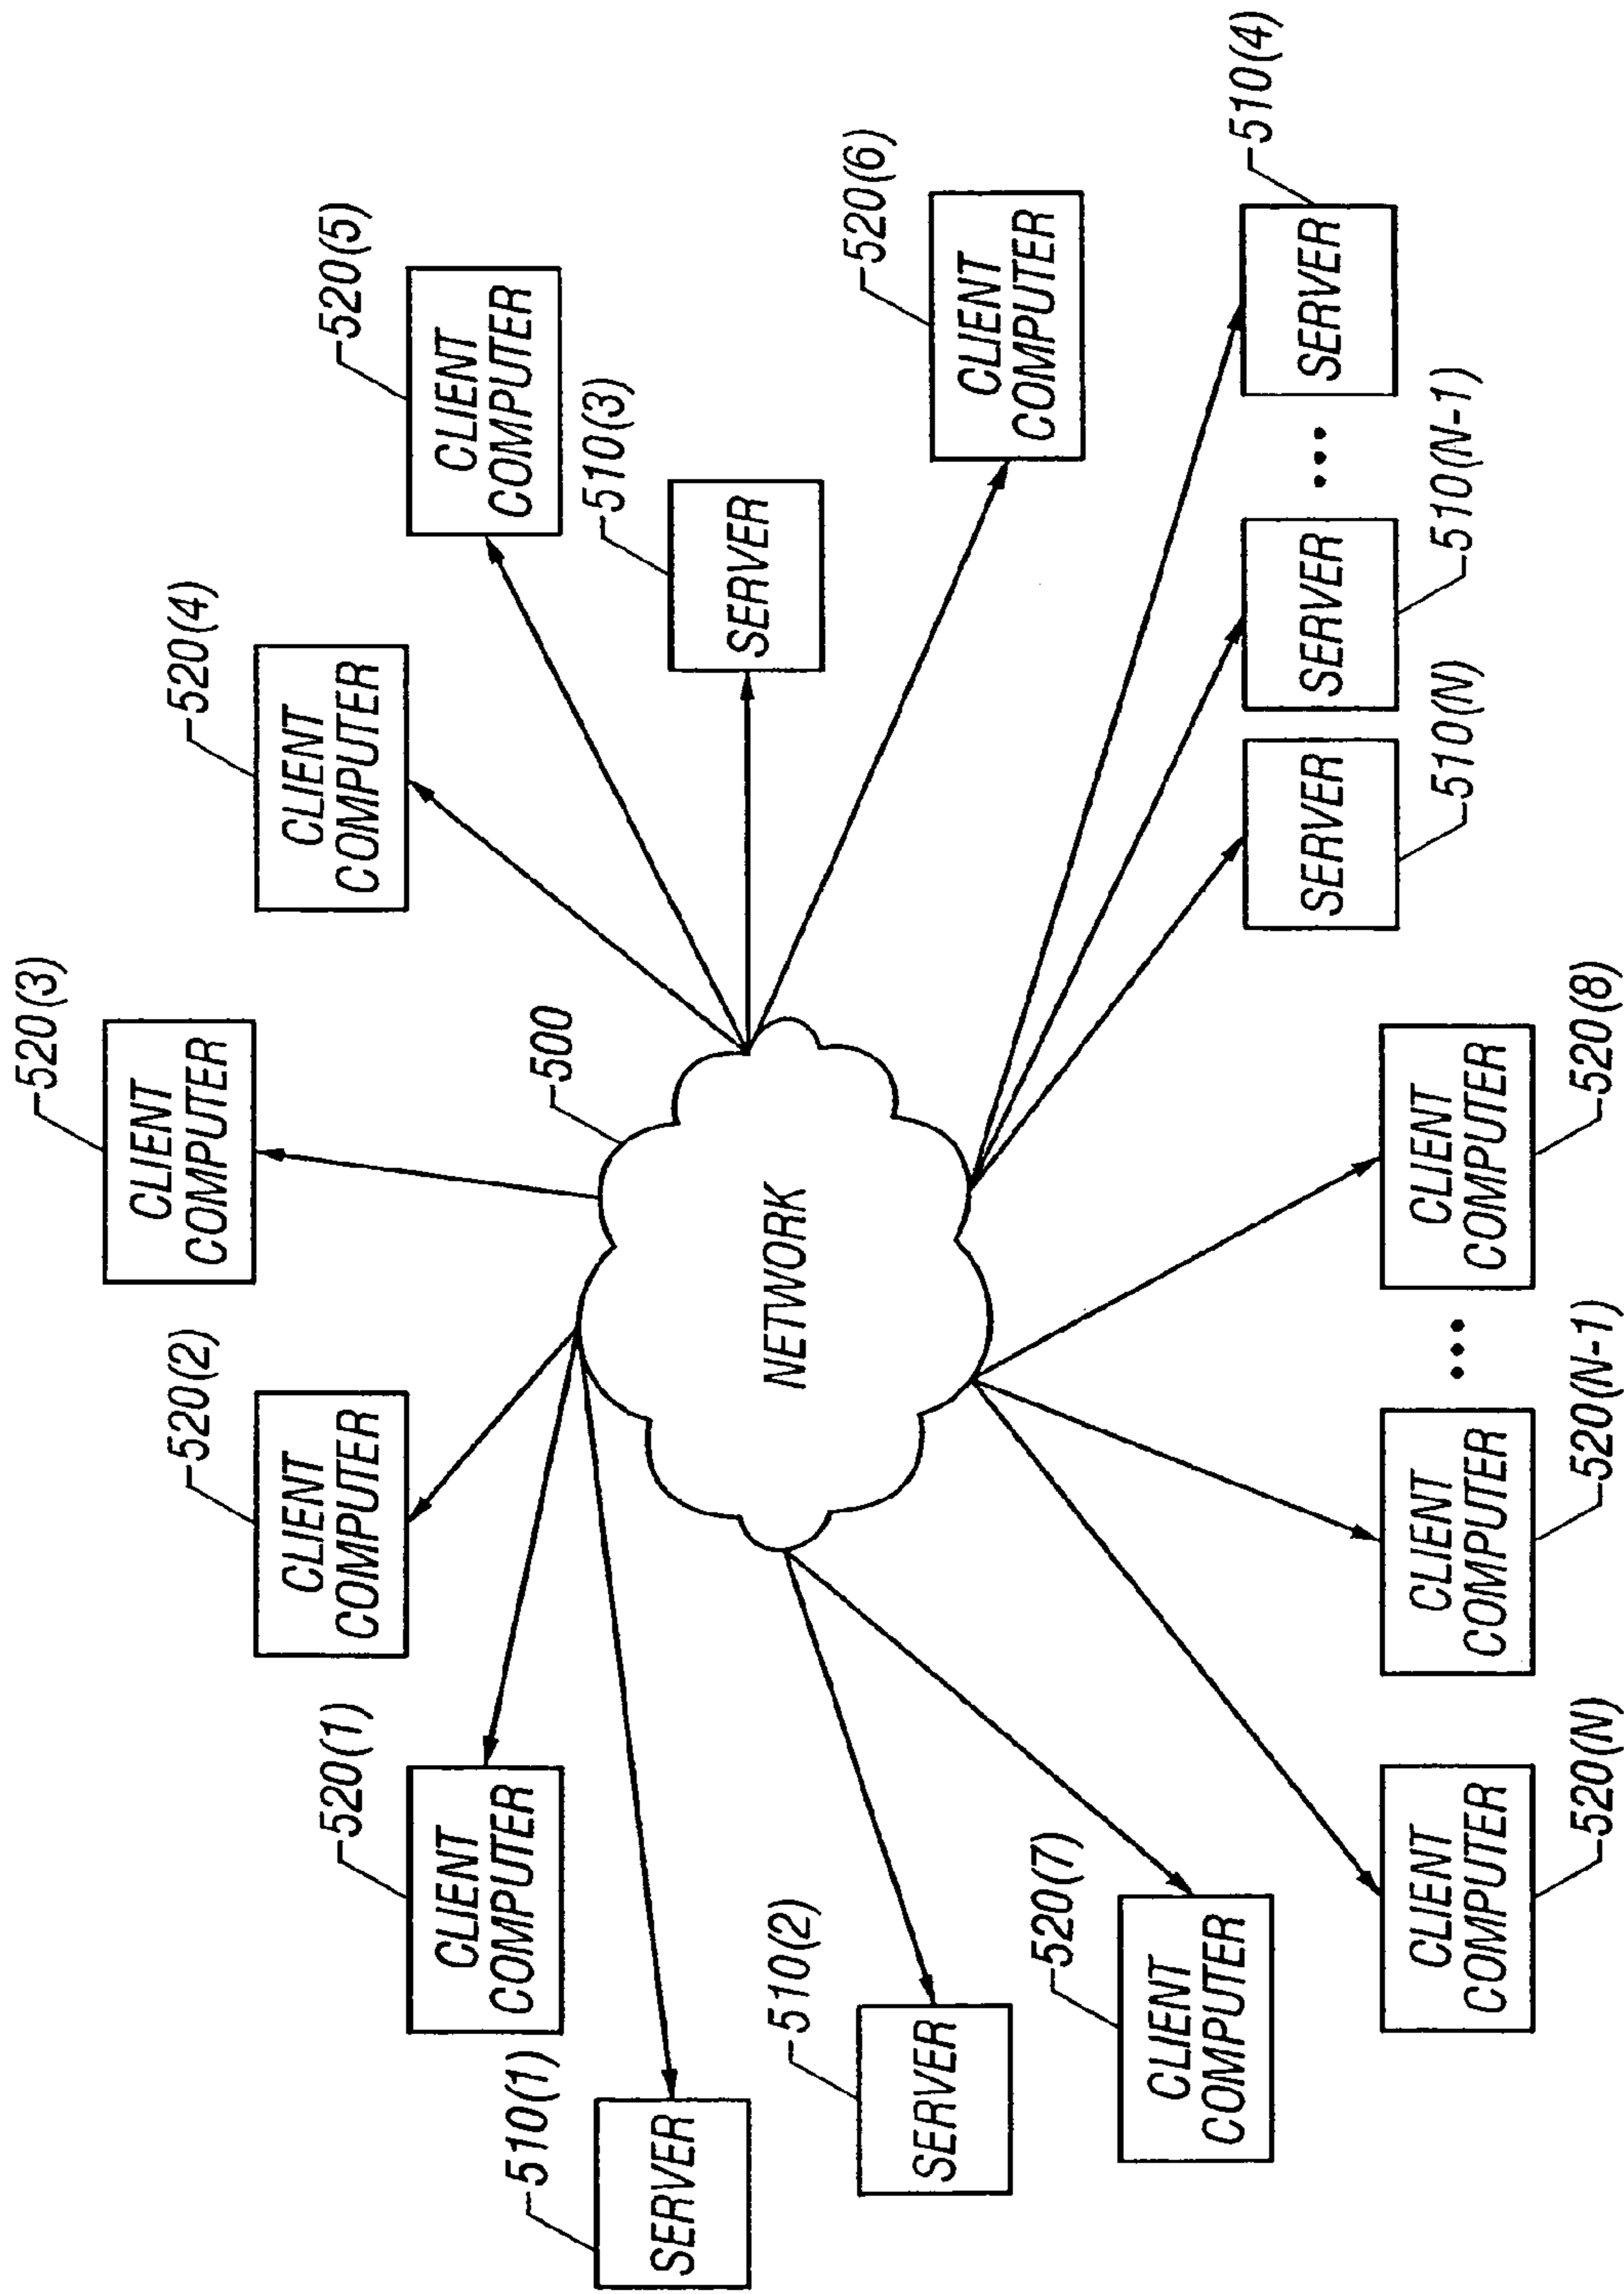 520(3)
CLIENT
COMPUTER
520(2)
CLIENT
COMPUTER
520(4)
CLIENT
COMPUTER
520(1)
CLIENT
COMPUTER
520(5)
CLIENT
COMPUTER
500
NETWORK
510(1)
SERVER
510(3)
SERVER
510(2)
SERVER
520(6)
CLIENT
COMPUTER
520(7)
CLIENT
COMPUTER
510(4)
SERVER
...
SERVER
510(N-1)
SERVER
510(N)
CLIENT
COMPUTER
520(N)
CLIENT
COMPUTER
520(N-1)
...
CLIENT
COMPUTER
520(8)